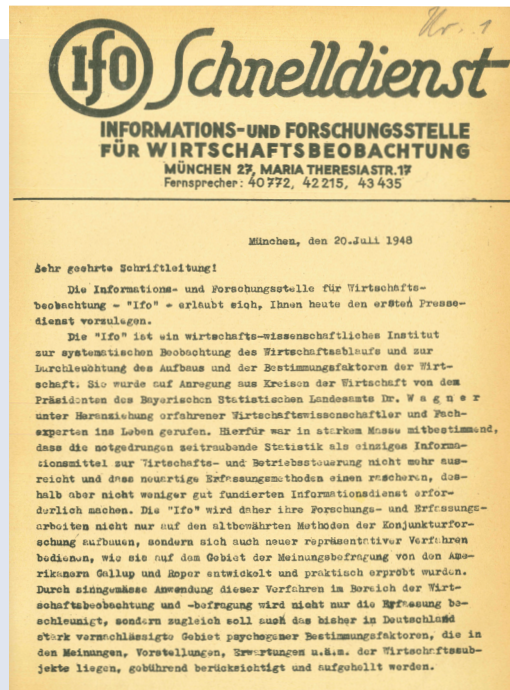 Nr. 1
Ifo Schnelldienst
INFORMATIONS-UND FORSCHUNGSSTELLE
FÜR WIRTSCHAFTSBEOBACHTUNG
MÜNCHEN 27, MARIA THERESIASTR. 17
Fernsprecher: 40772, 42215, 43435
München, den 20.Juli 1948
Sehr geehrte Schriftleitung!
Die Informations- und Forschungsstelle für Wirtschafts-
beobachtung - "Ifo" - erlaubt sich, Ihnen heute den ersten Presse-
dienst vorzulegen.
Die "Ifo" ist ein wirtschafts-wissenschaftliches Institut
zur systematischen Beobachtung des Wirtschaftsablaufs und zur
Durchleuchtung des Aufbaus und der Bestimmungsfaktoren der Wirt-
schaft. Sie wurde auf Anregung aus Kreisen der Wirtschaft von dem
Präsidenten des Bayerischen Statistischen Landesamts Dr. W a g n e r
unter Heranziehung erfahrener Wirtschaftswissenschaftler und Fach-
experten ins Leben gerufen. Hierfür war in starkem Masse mitbestimmend,
dass die notgedrungen zeitraubende Statistik als einziges Informa-
tionsmittel zur Wirtschafts- und Betriebssteuerung nicht mehr aus-
reicht und dass neuartige Erfassungsmethoden einen rascheren, des-
halb aber nicht weniger gut fundierten Informationsdienst erfor-
derlich machen. Die "Ifo" wird daher ihre Forschungs- und Erfassungs-
arbeiten nicht nur auf den altbewährten Methoden der Konjunkturfor-
schung aufbauen, sondern sich auch neuer repräsentativer Verfahren
bedienen, wie sie auf dem Gebiet der Meinungsbefragung von den Ame-
rikanern Gallup und Roper entwickelt und praktisch erprobt wurden.
Durch sinngemässe Anwendung dieser Verfahren im Bereich der Wirt-
schaftsbeobachtung und -befragung wird nicht nur die Erfassung be-
schleunigt, sondern zugleich soll auch das bisher in Deutschland
stark vernachlässigte Gebiet psychogener Bestimmungsfaktoren, die in
den Meinungen, Vorstellungen, Erwartungen u.ä.m. der Wirtschaftssub-
jekte liegen, gebührend berücksichtigt und aufgehellt werden.